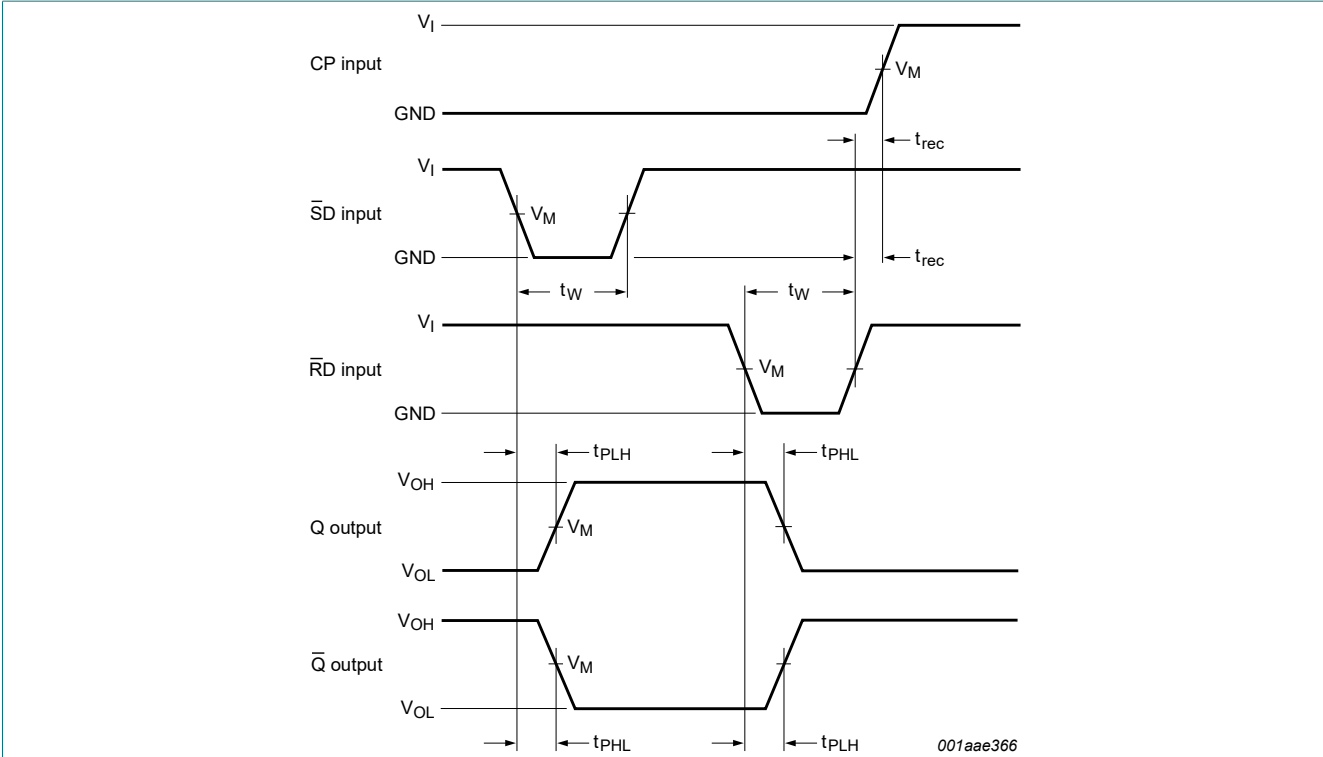 V_I
CP input
V_M
GND
t_rec
V_I
S̅D input
V_M
GND
t_rec
t_W
t_W
V_I
R̅D input
V_M
GND
t_PLH
t_PHL
V_OH
Q output
V_M
V_OL
V_OH
Q̅ output
V_M
V_OL
t_PHL
t_PLH
001aae366